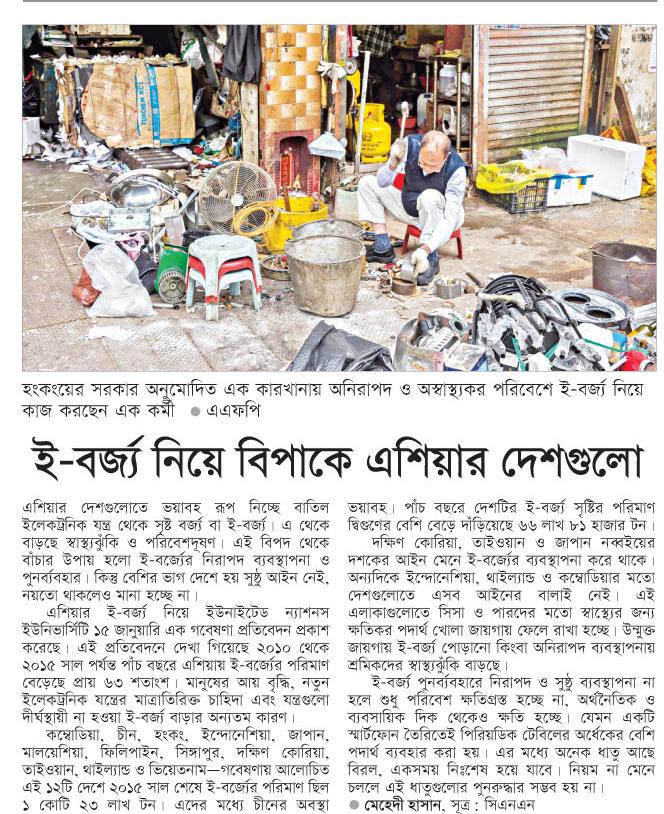 হংকংয়ের সরকার অনুমোদিত এক কারখানায় অনিরাপদ ও অস্বাস্থ্যকর পরিবেশে ই-বর্জ্য নিয়ে
কাজ করছেন এক কর্মী ● এএফপি
ই-বর্জ্য নিয়ে বিপাকে এশিয়ার দেশগুলো
এশিয়ার দেশগুলোতে ভয়াবহ রূপ নিচ্ছে বাতিল
ইলেকট্রনিক যন্ত্র থেকে সৃষ্ট বর্জ্য বা ই-বর্জ্য। এ থেকে
বাড়ছে স্বাস্থ্যঝুঁকি ও পরিবেশদূষণ। এই বিপদ থেকে
বাঁচার উপায় হলো ই-বর্জ্যের নিরাপদ ব্যবস্থাপনা ও
পুনর্ব্যবহার। কিন্তু বেশির ভাগ দেশে হয় সুষ্ঠু আইন নেই,
নয়তো থাকলেও মানা হচ্ছে না।
এশিয়ার ই-বর্জ্য নিয়ে ইউনাইটেড ন্যাশনস
ইউনিভার্সিটি ১৫ জানুয়ারি এক গবেষণা প্রতিবেদন প্রকাশ
করেছে। এই প্রতিবেদনে দেখা গিয়েছে ২০১০ থেকে
২০১৫ সাল পর্যন্ত পাঁচ বছরে এশিয়ায় ই-বর্জ্যের পরিমাণ
বেড়েছে প্রায় ৬৩ শতাংশ। মানুষের আয় বৃদ্ধি, নতুন
ইলেকট্রনিক যন্ত্রের মাত্রাতিরিক্ত চাহিদা এবং যন্ত্রগুলো
দীর্ঘস্থায়ী না হওয়া ই-বর্জ্য বাড়ার অন্যতম কারণ।
কম্বোডিয়া, চীন, হংকং, ইন্দোনেশিয়া, জাপান,
মালয়েশিয়া, ফিলিপাইন, সিঙ্গাপুর, দক্ষিণ কোরিয়া,
তাইওয়ান, থাইল্যান্ড ও ভিয়েতনাম—গবেষণায় আলোচিত
এই ১২টি দেশে ২০১৫ সাল শেষে ই-বর্জ্যের পরিমাণ ছিল
১ কোটি ২৩ লাখ টন। এদের মধ্যে চীনের অবস্থা
ভয়াবহ। পাঁচ বছরে দেশটির ই-বর্জ্য সৃষ্টির পরিমাণ
দ্বিগুণের বেশি বেড়ে দাঁড়িয়েছে ৬৬ লাখ ৮১ হাজার টন।
দক্ষিণ কোরিয়া, তাইওয়ান ও জাপান নব্বইয়ের
দশকের আইন মেনে ই-বর্জ্যের ব্যবস্থাপনা করে থাকে।
অন্যদিকে ইন্দোনেশিয়া, থাইল্যান্ড ও কম্বোডিয়ার মতো
দেশগুলোতে এসব আইনের বালাই নেই। এই
এলাকাগুলোতে সিসা ও পারদের মতো স্বাস্থ্যের জন্য
ক্ষতিকর পদার্থ খোলা জায়গায় ফেলে রাখা হচ্ছে। উন্মুক্ত
জায়গায় ই-বর্জ্য পোড়ানো কিংবা অনিরাপদ ব্যবস্থাপনায়
শ্রমিকদের স্বাস্থ্যঝুঁকি বাড়ছে।
ই-বর্জ্য পুনর্ব্যবহারে নিরাপদ ও সুষ্ঠু ব্যবস্থাপনা না
হলে শুধু পরিবেশ ক্ষতিগ্রস্ত হচ্ছে না, অর্থনৈতিক ও
ব্যবসায়িক দিক থেকেও ক্ষতি হচ্ছে। যেমন একটি
স্মার্টফোন তৈরিতেই পিরিয়ডিক টেবিলের অর্ধেকের বেশি
পদার্থ ব্যবহার করা হয়। এর মধ্যে অনেক ধাতু আছে
বিরল, একসময় নিঃশেষ হয়ে যাবে। নিয়ম না মেনে
চললে এই ধাতুগুলোর পুনরুদ্ধার সম্ভব হয় না।
● মেহেদী হাসান, সূত্র : সিএনএন